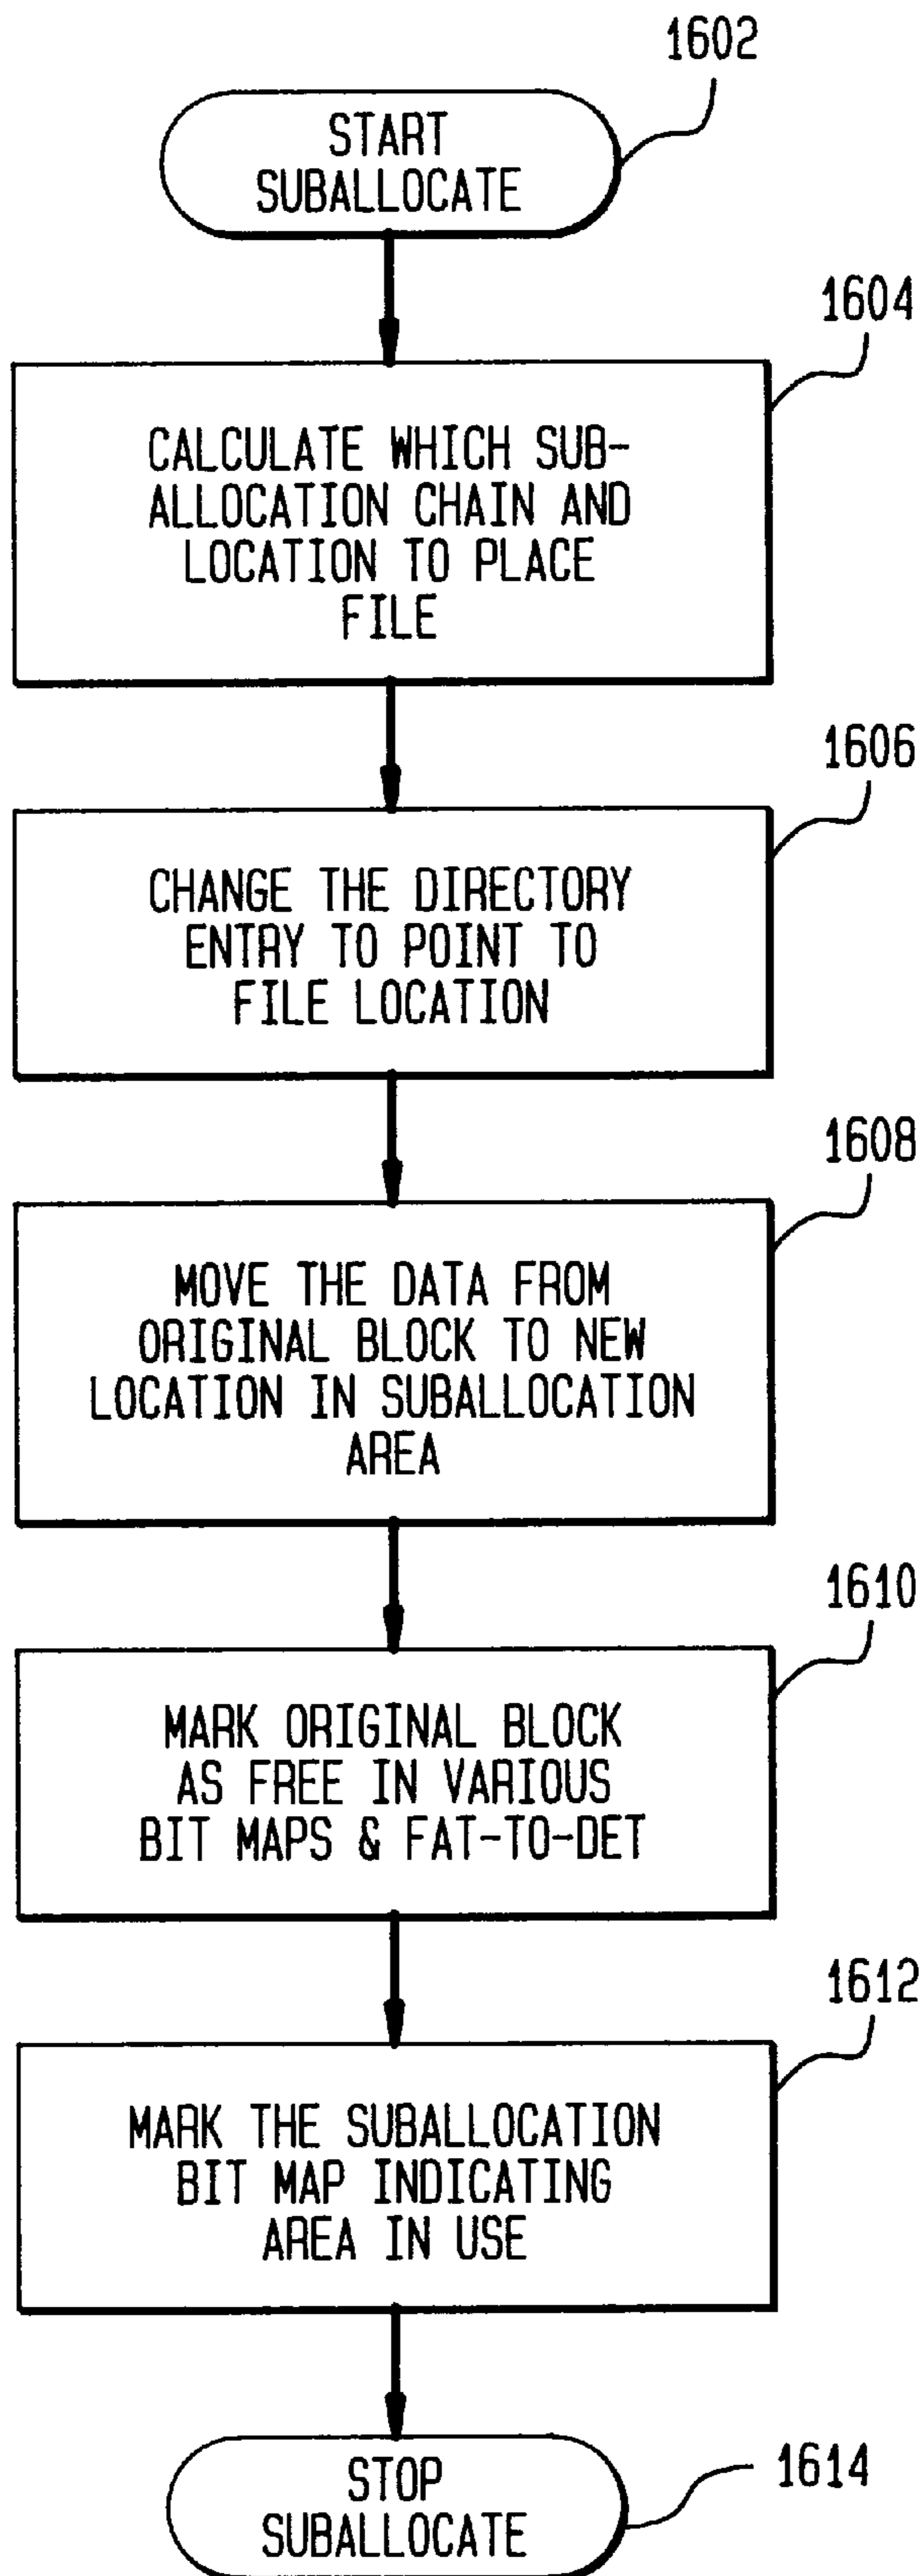 1602
START
SUBALLOCATE
1604
CALCULATE WHICH SUB-
ALLOCATION CHAIN AND
LOCATION TO PLACE
FILE
1606
CHANGE THE DIRECTORY
ENTRY TO POINT TO
FILE LOCATION
1608
MOVE THE DATA FROM
ORIGINAL BLOCK TO NEW
LOCATION IN SUBALLOCATION
AREA
1610
MARK ORIGINAL BLOCK
AS FREE IN VARIOUS
BIT MAPS & FAT-TO-DET
1612
MARK THE SUBALLOCATION
BIT MAP INDICATING
AREA IN USE
STOP
SUBALLOCATE
1614